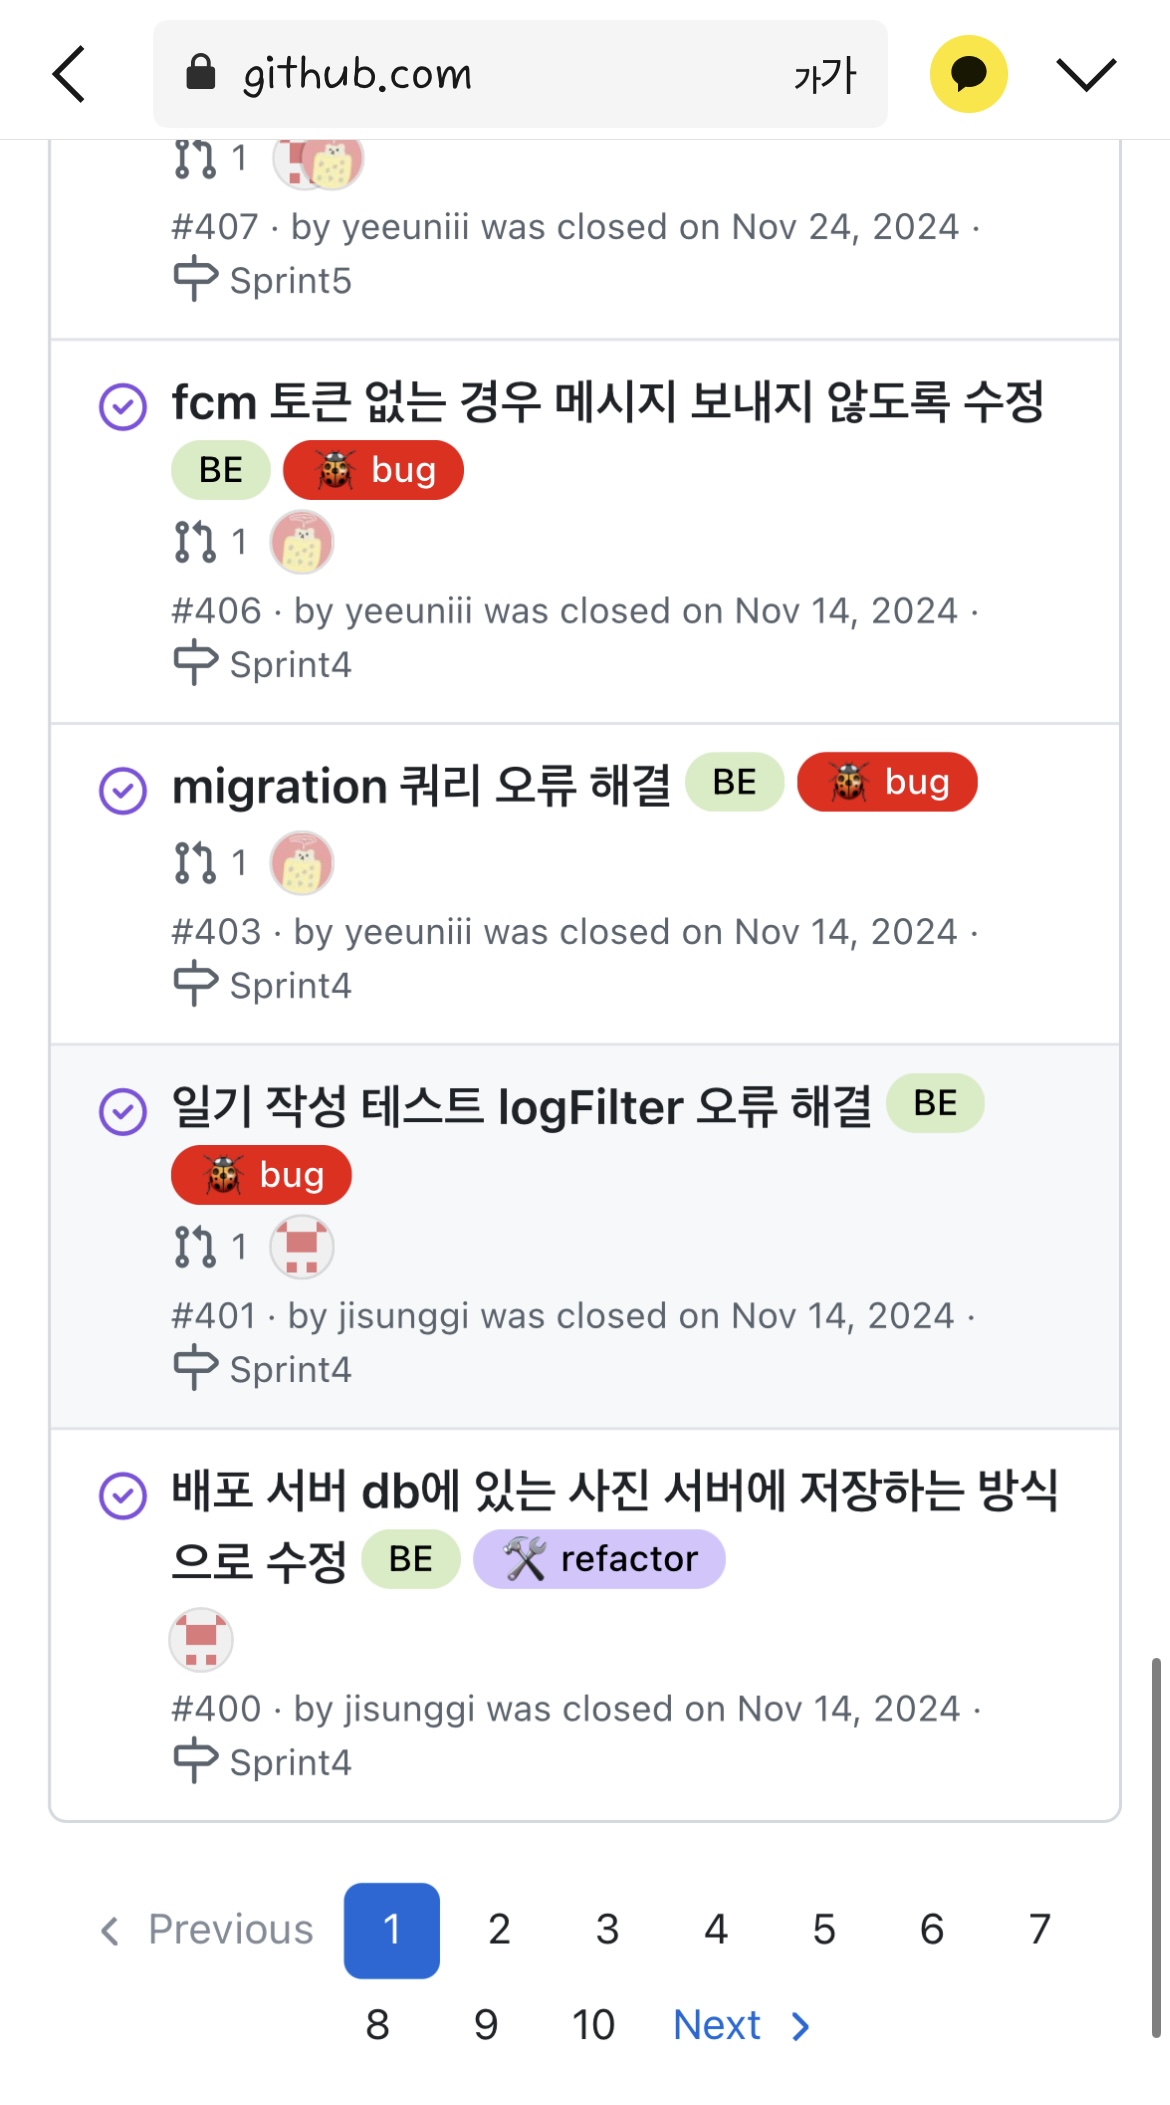 github.com 가가
1
#407 · by yeeuniii was closed on Nov 24, 2024 ·
Sprint5
fcm 토큰 없는 경우 메시지 보내지 않도록 수정
BE bug
1
#406 · by yeeuniii was closed on Nov 14, 2024 ·
Sprint4
migration 쿼리 오류 해결 BE bug
1
#403 · by yeeuniii was closed on Nov 14, 2024 ·
Sprint4
일기 작성 테스트 logFilter 오류 해결 BE
bug
1
#401 · by jisunggi was closed on Nov 14, 2024 ·
Sprint4
배포 서버 db에 있는 사진 서버에 저장하는 방식
으로 수정 BE refactor
#400 · by jisunggi was closed on Nov 14, 2024 ·
Sprint4
Previous 1 2 3 4 5 6 7
8 9 10 Next